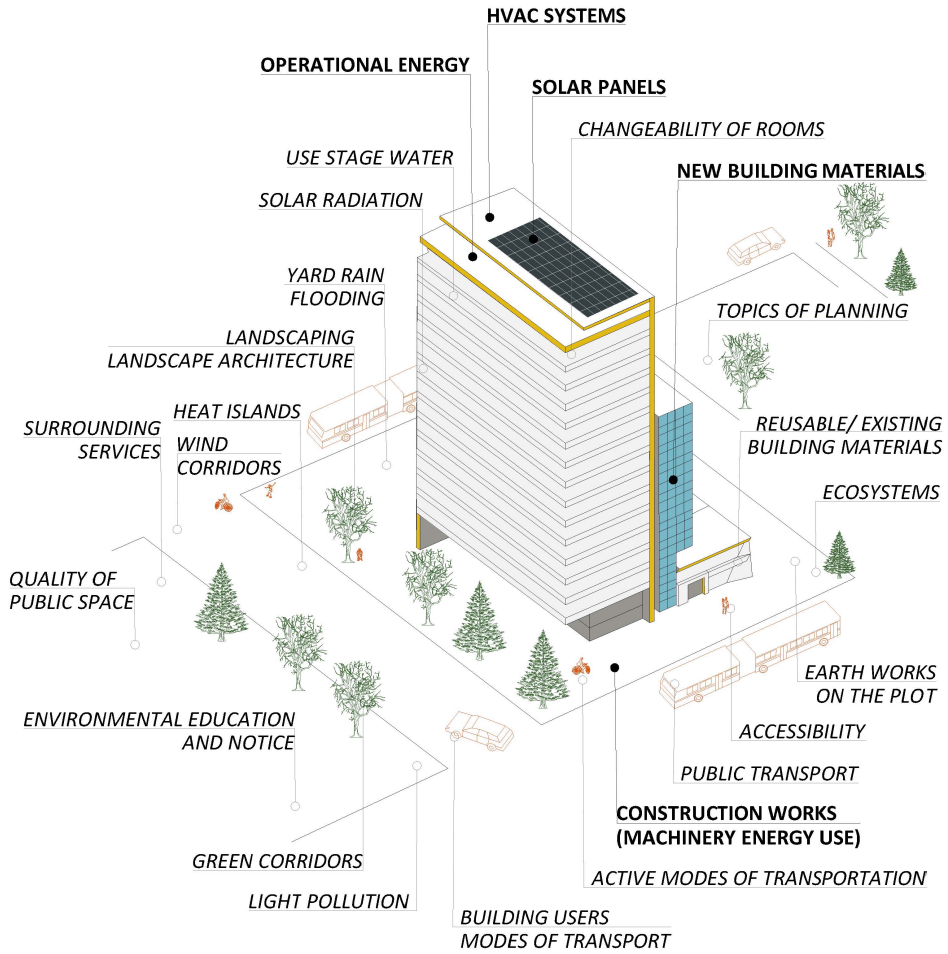 HVAC SYSTEMS
OPERATIONAL ENERGY
SOLAR PANELS
CHANGEABILITY OF ROOMS
USE STAGE WATER
NEW BUILDING MATERIALS
SOLAR RADIATION
YARD RAIN
FLOODING
TOPICS OF PLANNING
LANDSCAPING
LANDSCAPE ARCHITECTURE
HEAT ISLANDS
SURROUNDING
SERVICES
WIND
CORRIDORS
REUSABLE/ EXISTING
BUILDING MATERIALS
ECOSYSTEMS
QUALITY OF
PUBLIC SPACE
EARTH WORKS
ON THE PLOT
ENVIRONMENTAL EDUCATION
AND NOTICE
ACCESSIBILITY
PUBLIC TRANSPORT
CONSTRUCTION WORKS
(MACHINERY ENERGY USE)
GREEN CORRIDORS
ACTIVE MODES OF TRANSPORTATION
LIGHT POLLUTION
BUILDING USERS
MODES OF TRANSPORT